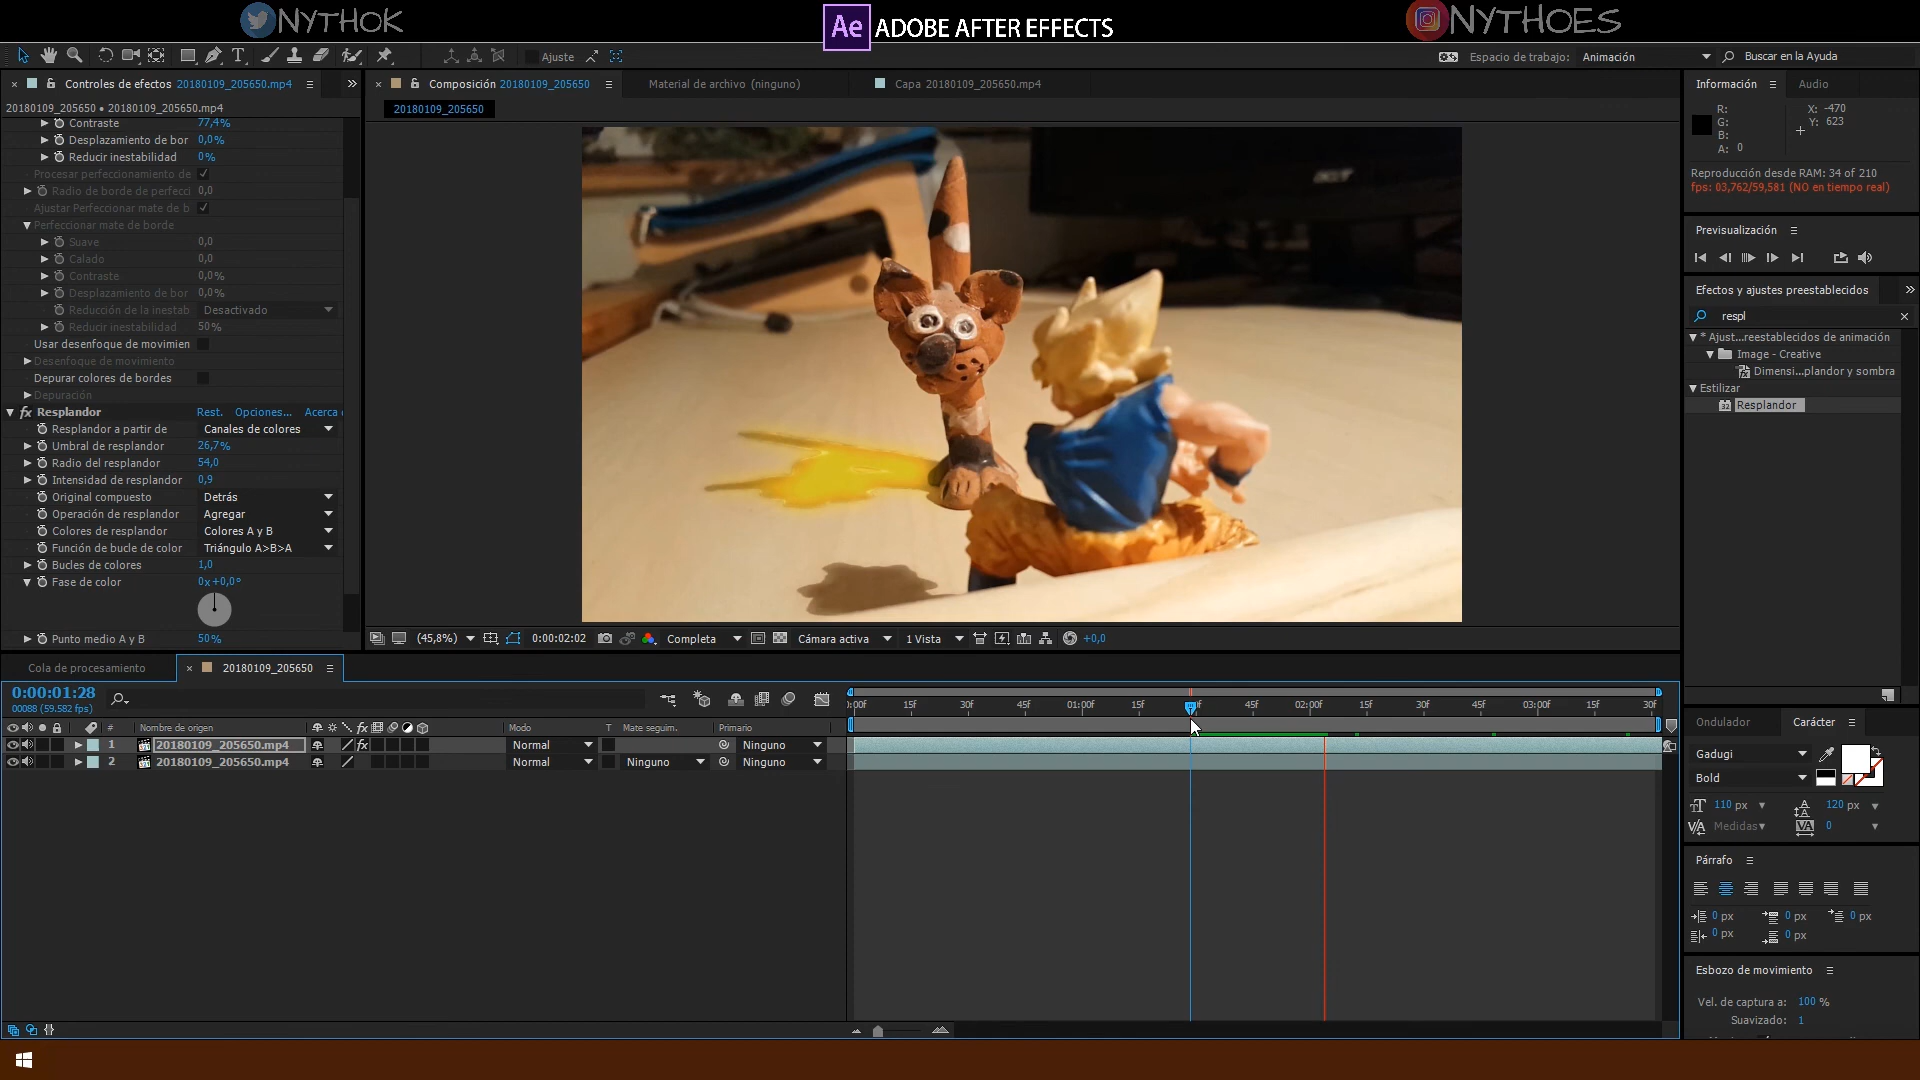 NYTHOK
Ae ADOBE AFTER EFFECTS
NYTHOES
Ajuste
Espacio de trabajo: Animación
Buscar en la Ayuda
Controles de efectos 20180109_205650.mp4
20180109_205650 • 20180109_205650.mp4
Contraste 77,4%
Desplazamiento de bor 0,0%
Reducir inestabilidad 0%
Procesar perfeccionamiento de
Radio de borde de perfecci 0,0
Ajustar Perfeccionar mate de b
Perfeccionar mate de borde
Suave 0,0
Calado 0,0
Contraste 0,0%
Desplazamiento de bor 0,0%
Reducción de la inestab Desactivado
Reducir inestabilidad 50%
Usar desenfoque de movimien
Desenfoque de movimiento
Depurar colores de bordes
Depuración
fx Resplandor Rest. Opciones... Acerca
Resplandor a partir de Canales de colores
Umbral de resplandor 26,7%
Radio del resplandor 54,0
Intensidad de resplandor 0,9
Original compuesto Detrás
Operación de resplandor Agregar
Colores de resplandor Colores A y B
Función de bucle de color Triángulo A>B>A
Bucles de colores 1,0
Fase de color 0x+0,0°
Punto medio A y B 50%
Composición 20180109_205650
Material de archivo (ninguno)
Capa 20180109_205650.mp4
20180109_205650
acer
(45,8%) 0:00:02:02 Completa Cámara activa 1 Vista +0,0
Información Audio
R: X: -470
G: Y: 623
B:
A: 0
Reproducción desde RAM: 34 of 210
fps: 03,762/59,581 (NO en tiempo real)
Previsualización
Efectos y ajustes preestablecidos
respl
* Ajust...reestablecidos de animación
Image - Creative
Dimensi...plandor y sombra
Estilizar
32 Resplandor
Cola de procesamiento
20180109_205650
0:00:01:28
00088 (59.582 fps)
):00f 15f 30f 45f 01:00f 15f 45f 02:00f 15f 30f 45f 03:00f 15f 30f
# Nombre de origen fx Modo T Mate seguim. Primario
1 20180109_205650.mp4 fx Normal Ninguno
2 20180109_205650.mp4 Normal Ninguno Ninguno
Ondulador Carácter
Gadugi
Bold
110 px 120 px
Medidas 0
Párrafo
0 px 0 px 0 px
0 px 0 px
Esbozo de movimiento
Vel. de captura a: 100 %
Suavizado: 1